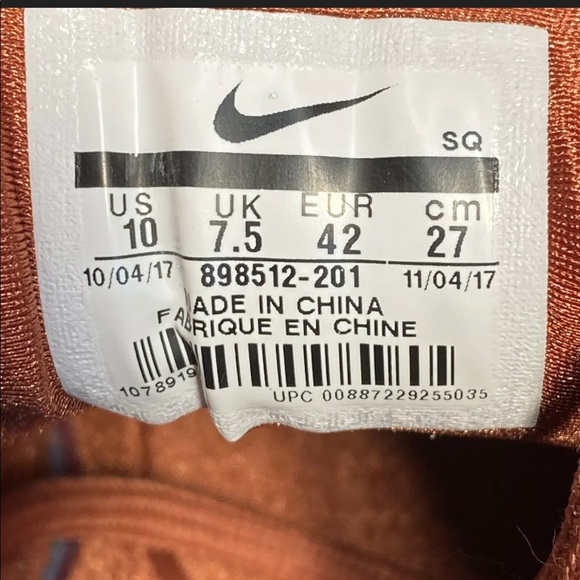 SQ
US UK EUR cm
10 7.5 42 27
10/04/17 898512-201 11/04/17
MADE IN CHINA
FABRIQUE EN CHINE
1078919
UPC 00887229255035